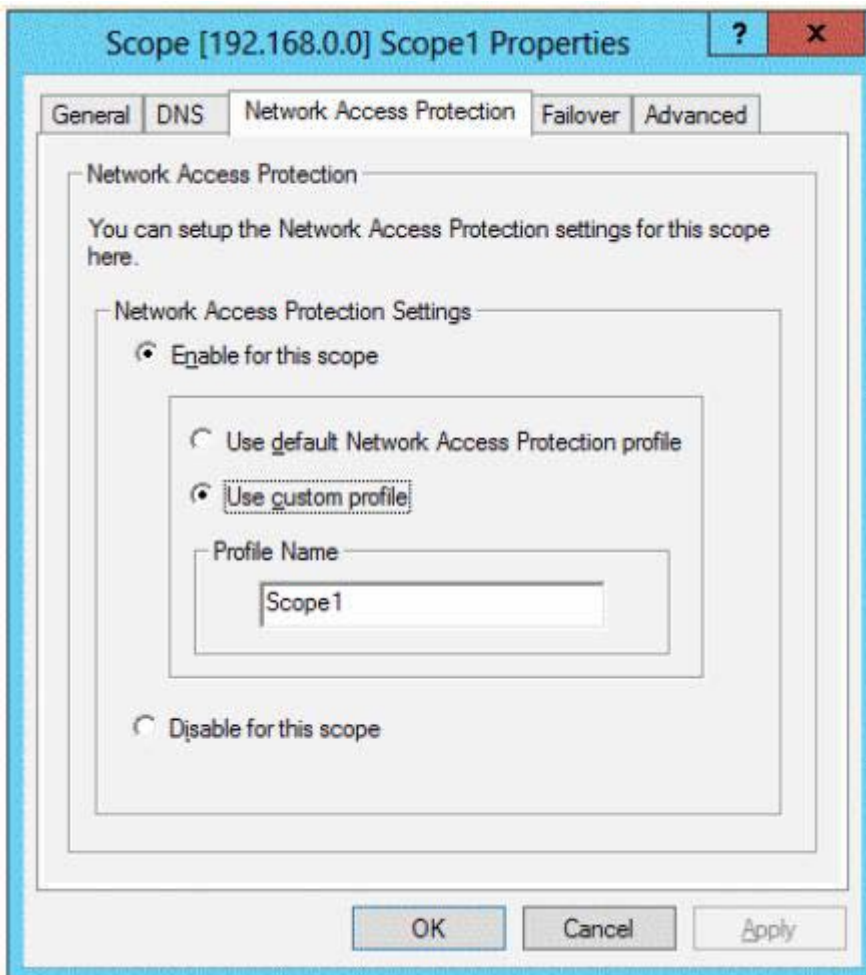 Scope [192.168.0.0] Scope1 Properties
?
x
General
DNS
Network Access Protection
Failover
Advanced
Network Access Protection
You can setup the Network Access Protection settings for this scope
here.
Network Access Protection Settings
Enable for this scope
Use default Network Access Protection profile
Use custom profile
Profile Name
Scope1
Disable for this scope
OK
Cancel
Apply